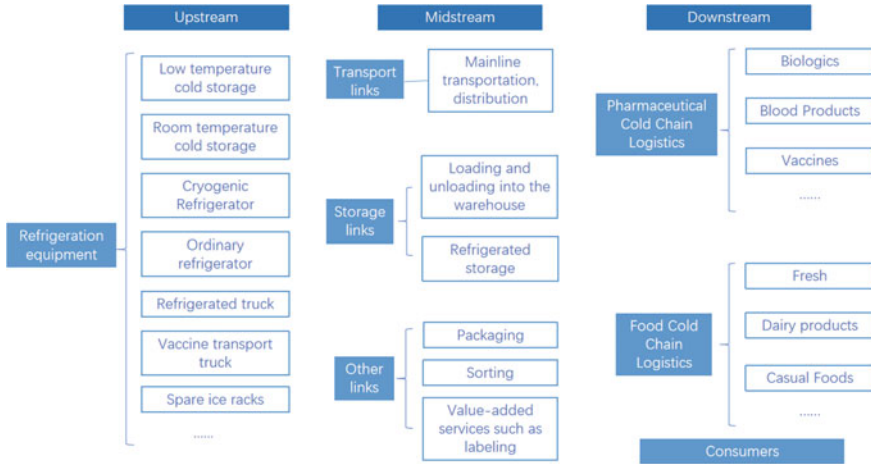 Upstream
Midstream
Downstream
Refrigeration
equipment
Low temperature
cold storage
Room temperature
cold storage
Cryogenic
Refrigerator
Ordinary
refrigerator
Refrigerated truck
Vaccine transport
truck
Spare ice racks
......
Transport
links
Mainline
transportation,
distribution
Storage
links
Loading and
unloading into the
warehouse
Refrigerated
storage
Other
links
Packaging
Sorting
Value-added
services such as
labeling
Pharmaceutical
Cold Chain
Logistics
Biologics
Blood Products
Vaccines
......
Food Cold
Chain
Logistics
Fresh
Dairy products
Casual Foods
......
Consumers